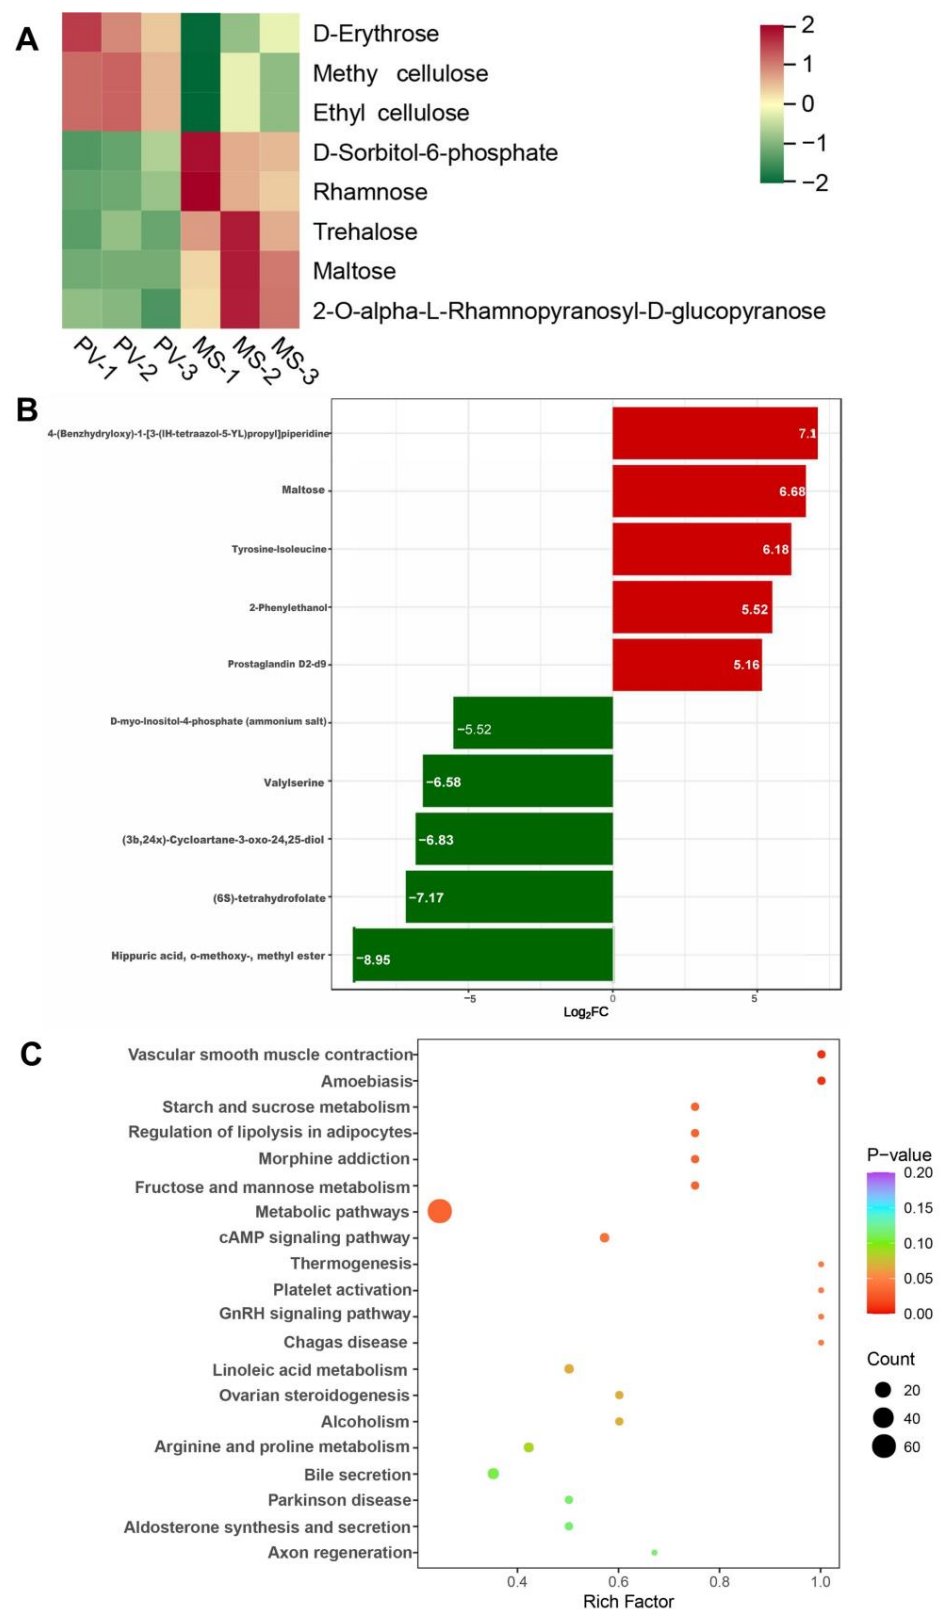 A
D-Erythrose
Methy cellulose
Ethyl cellulose
D-Sorbitol-6-phosphate
Rhamnose
Trehalose
Maltose
2-O-alpha-L-Rhamnopyranosyl-D-glucopyranose
2
1
0
−1
−2
PV-1
PV-2
PV-3
MS-1
MS-2
MS-3
B
4-(Benzhydryloxy)-1-[3-(IH-tetraazol-5-YL)propyl]piperidine
7.1
Maltose
6.68
Tyrosine-Isoleucine
6.18
2-Phenylethanol
5.52
Prostaglandin D2-d9
5.16
D-myo-Inositol-4-phosphate (ammonium salt)
−5.52
Valylserine
−6.58
(3b,24x)-Cycloartane-3-oxo-24,25-diol
−6.83
(6S)-tetrahydrofolate
−7.17
Hippuric acid, o-methoxy-, methyl ester
−8.95
−5
0
5
Log₂FC
C
Vascular smooth muscle contraction
Amoebiasis
Starch and sucrose metabolism
Regulation of lipolysis in adipocytes
Morphine addiction
Fructose and mannose metabolism
Metabolic pathways
cAMP signaling pathway
Thermogenesis
Platelet activation
GnRH signaling pathway
Chagas disease
Linoleic acid metabolism
Ovarian steroidogenesis
Alcoholism
Arginine and proline metabolism
Bile secretion
Parkinson disease
Aldosterone synthesis and secretion
Axon regeneration
0.4
0.6
0.8
1.0
Rich Factor
P−value
0.20
0.15
0.10
0.05
0.00
Count
20
40
60